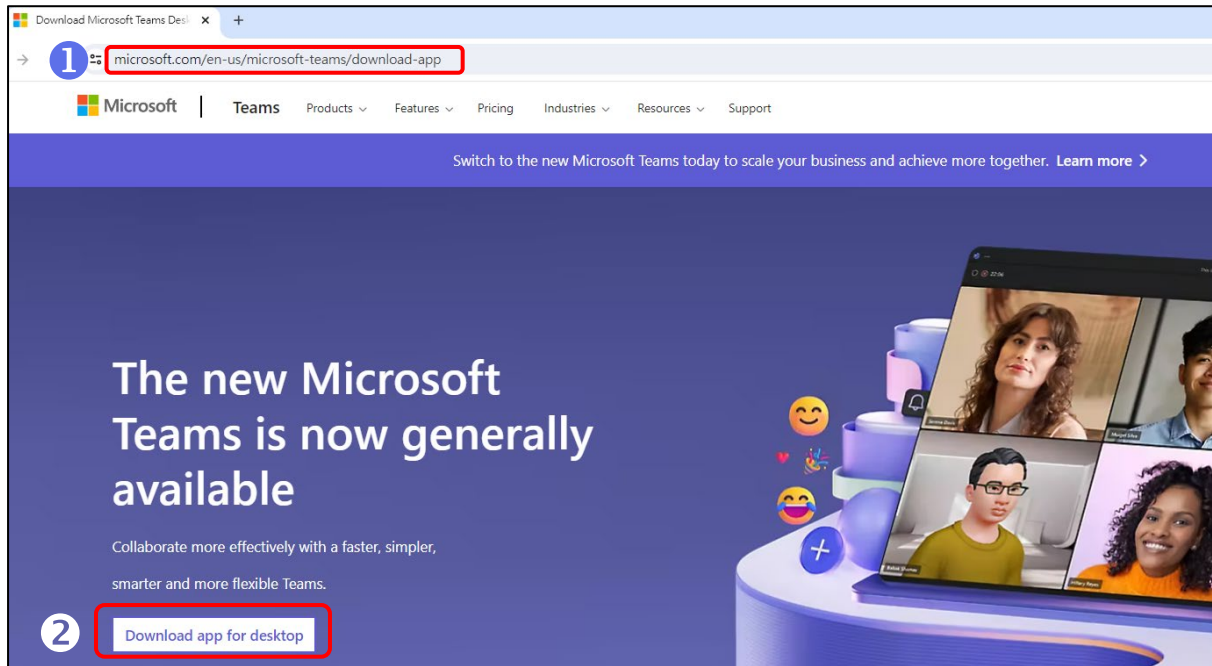 Download Microsoft Teams Des
1
microsoft.com/en-us/microsoft-teams/download-app
Microsoft | Teams Products Features Pricing Industries Resources Support
Switch to the new Microsoft Teams today to scale your business and achieve more together. Learn more >
22:06
The new Microsoft
Teams is now generally
available
Collaborate more effectively with a faster, simpler,
smarter and more flexible Teams.
2
Download app for desktop